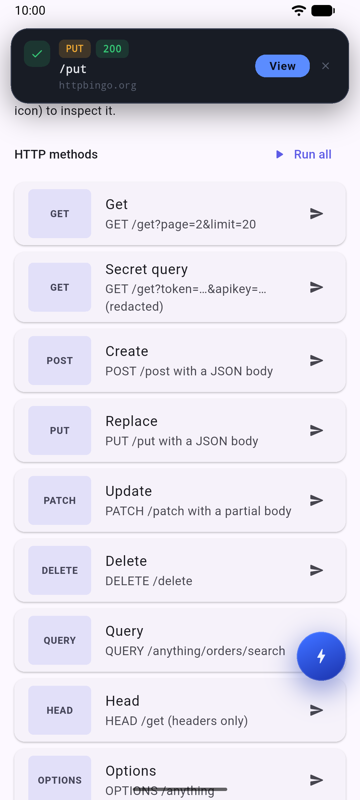 10:00
PUT 200
/put
httpbingo.org
View
icon) to inspect it.
HTTP methods
Run all
GET
Get
GET /get?page=2&limit=20
GET
Secret query
GET /get?token=…&apikey=…
(redacted)
POST
Create
POST /post with a JSON body
PUT
Replace
PUT /put with a JSON body
PATCH
Update
PATCH /patch with a partial body
DELETE
Delete
DELETE /delete
QUERY
Query
QUERY /anything/orders/search
HEAD
Head
HEAD /get (headers only)
OPTIONS
Options
OPTIONS /anything